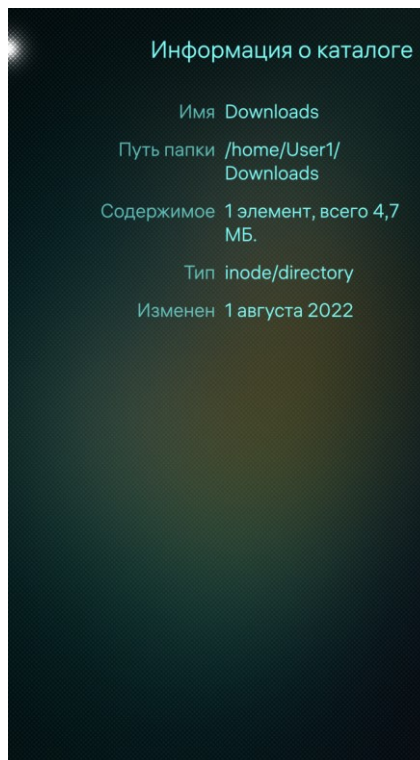 Информация о каталоге
Имя Downloads
Путь папки /home/User1/
Downloads
Содержимое 1 элемент, всего 4,7
МБ.
Тип inode/directory
Изменен 1 августа 2022